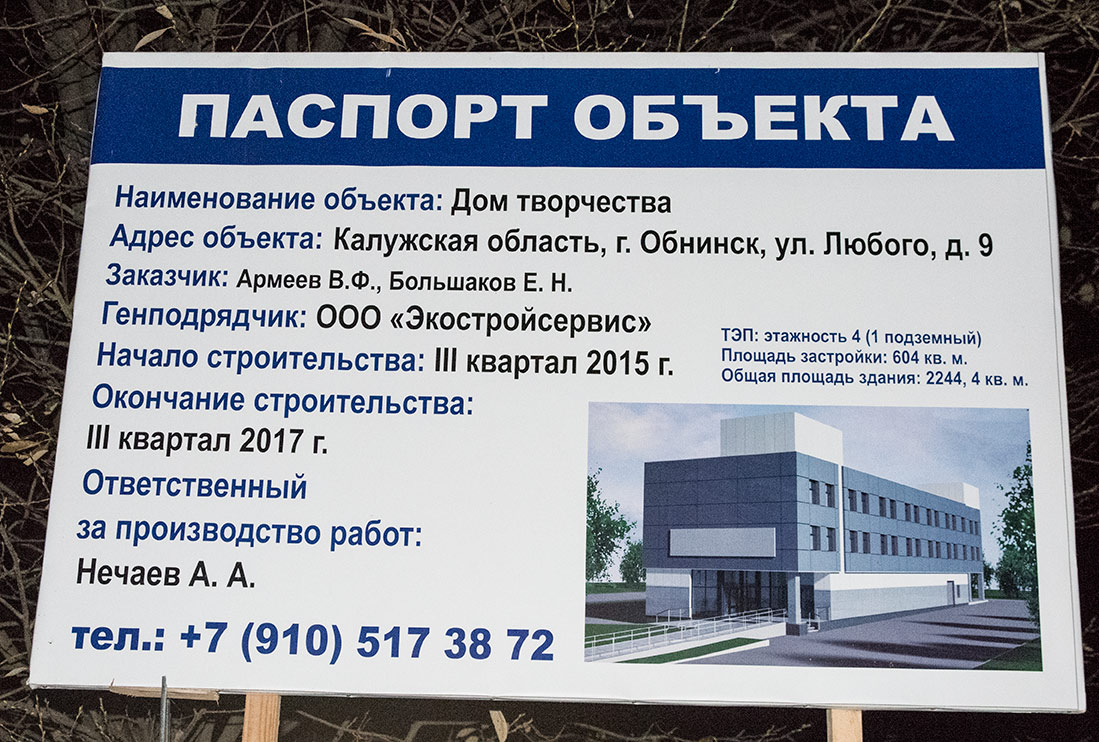 ПАСПОРТ ОБЪЕКТА
Наименование объекта: Дом творчества
Адрес объекта: Калужская область, г. Обнинск, ул. Любого, д. 9
Заказчик: Армеев В.Ф., Большаков Е. Н.
Генподрядчик: ООО «Экостройсервис»
Начало строительства: III квартал 2015 г.
Окончание строительства:
III квартал 2017 г.
Ответственный
за производство работ:
Нечаев А. А.
тел.: +7 (910) 517 38 72
ТЭП: этажность 4 (1 подземный)
Площадь застройки: 604 кв. м.
Общая площадь здания: 2244, 4 кв. м.